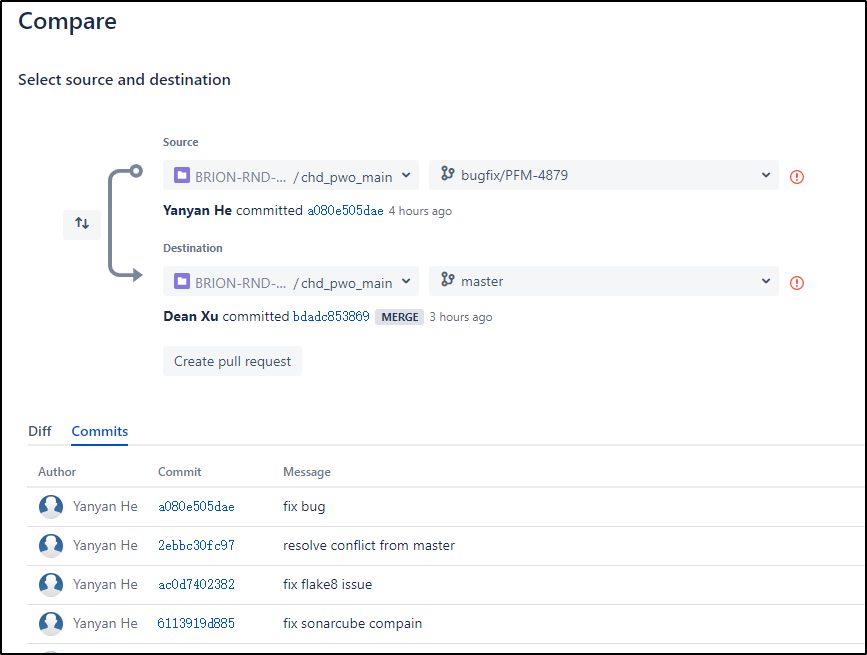 Compare
Select source and destination
Source
BRION-RND-... / chd_pwo_main bugfix/PFM-4879
Yanyan He committed a080e505dae 4 hours ago
Destination
BRION-RND-... / chd_pwo_main master
Dean Xu committed bdadc853869 MERGE 3 hours ago
Create pull request
Diff Commits
Author Commit Message
Yanyan He a080e505dae fix bug
Yanyan He 2ebbc30fc97 resolve conflict from master
Yanyan He ac0d7402382 fix flake8 issue
Yanyan He 6113919d885 fix sonarcube compain